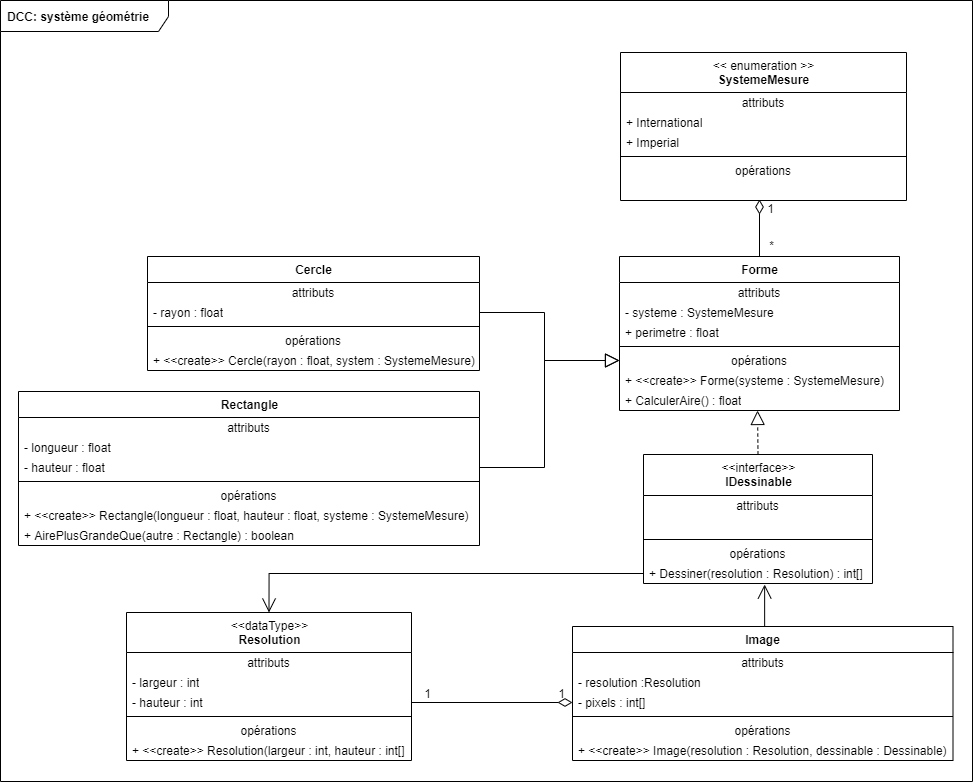 DCC: système géométrie
<< enumeration >>
SystemeMesure
attributs
+ International
+ Imperial
opérations
1
*
Cercle
attributs
- rayon : float
opérations
+ <<create>> Cercle(rayon : float, system : SystemeMesure)
Forme
attributs
- systeme : SystemeMesure
+ perimetre : float
opérations
+ <<create>> Forme(systeme : SystemeMesure)
+ CalculerAire() : float
Rectangle
attributs
- longueur : float
- hauteur : float
opérations
+ <<create>> Rectangle(longueur : float, hauteur : float, systeme : SystemeMesure)
+ AirePlusGrandeQue(autre : Rectangle) : boolean
<<interface>>
IDessinable
attributs
opérations
+ Dessiner(resolution : Resolution) : int[]
<<dataType>>
Resolution
attributs
- largeur : int
- hauteur : int
opérations
+ <<create>> Resolution(largeur : int, hauteur : int[]
1
1
Image
attributs
- resolution :Resolution
- pixels : int[]
opérations
+ <<create>> Image(resolution : Resolution, dessinable : Dessinable)